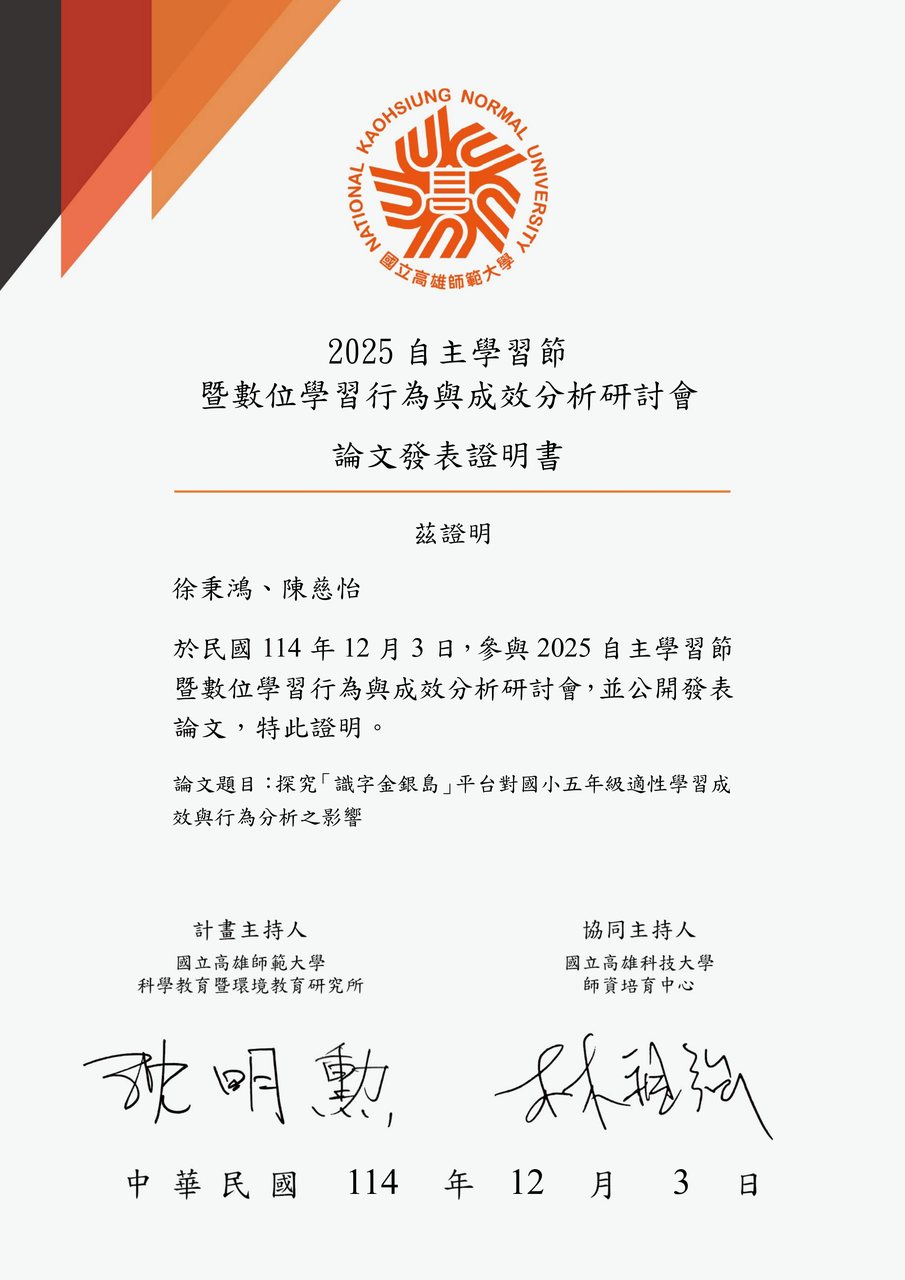 NATIONAL KAOHSIUNG NORMAL UNIVERSITY
國立高雄師範大學
2025 自主學習節
暨數位學習行為與成效分析研討會
論文發表證明書
茲證明
徐秉鴻、陳慈怡
於民國 114 年 12 月 3 日，參與 2025 自主學習節
暨數位學習行為與成效分析研討會，並公開發表
論文，特此證明。
論文題目：探究「識字金銀島」平台對國小五年級適性學習成
效與行為分析之影響
計畫主持人
國立高雄師範大學
科學教育暨環境教育研究所
協同主持人
國立高雄科技大學
師資培育中心
中華民國 114 年 12 月 3 日